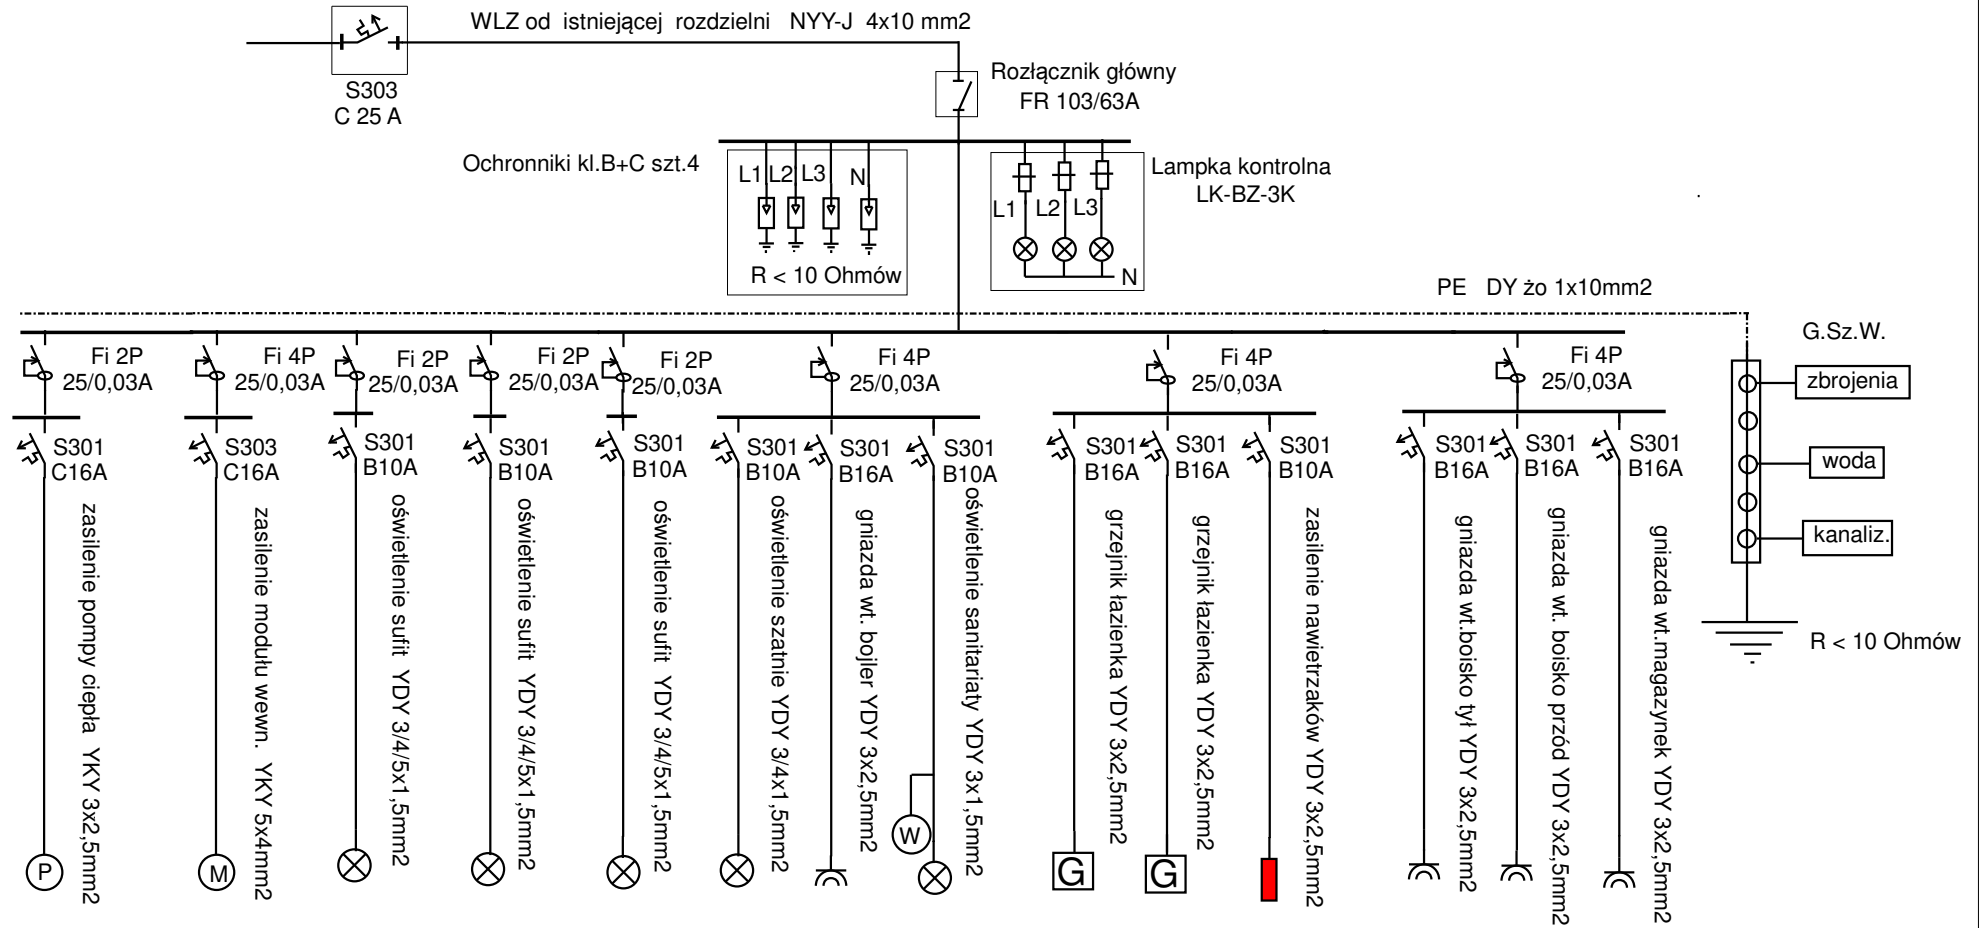 WLZ od istniejącej rozdzielni NYY-J 4x10 mm2
S303
C 25 A
Rozłącznik główny
FR 103/63A
Ochronniki kl.B+C szt.4
L1 L2 L3 N
R < 10 Ohmów
Lampka kontrolna
LK-BZ-3K
L1 L2 L3
N
PE DY żo 1x10mm2
G.Sz.W.
zbrojenia
woda
kanaliz.
R < 10 Ohmów
Fi 2P
25/0,03A
Fi 4P
25/0,03A
Fi 2P
25/0,03A
Fi 2P
25/0,03A
Fi 2P
25/0,03A
Fi 4P
25/0,03A
Fi 4P
25/0,03A
Fi 4P
25/0,03A
S301
C16A
zasilenie pompy ciepła YKY 3x2,5mm2
P
S303
C16A
zasilenie modułu wewn. YKY 5x4mm2
M
S301
B10A
oświetlenie sufit YDY 3/4/5x1,5mm2
S301
B10A
oświetlenie sufit YDY 3/4/5x1,5mm2
S301
B10A
oświetlenie sufit YDY 3/4/5x1,5mm2
S301
B10A
oświetlenie szatnie YDY 3/4x1,5mm2
S301
B16A
gniazda wt. bojler YDY 3x2,5mm2
S301
B10A
oświetlenie sanitariaty YDY 3x1,5mm2
W
S301
B16A
grzejnik łazienka YDY 3x2,5mm2
G
S301
B16A
grzejnik łazienka YDY 3x2,5mm2
G
S301
B10A
zasilenie nawietrzaków YDY 3x2,5mm2
S301
B16A
gniazda wt.boisko tył YDY 3x2,5mm2
S301
B16A
gniazda wt. boisko przód YDY 3x2,5mm2
S301
B16A
gniazda wt.magazynek YDY 3x2,5mm2